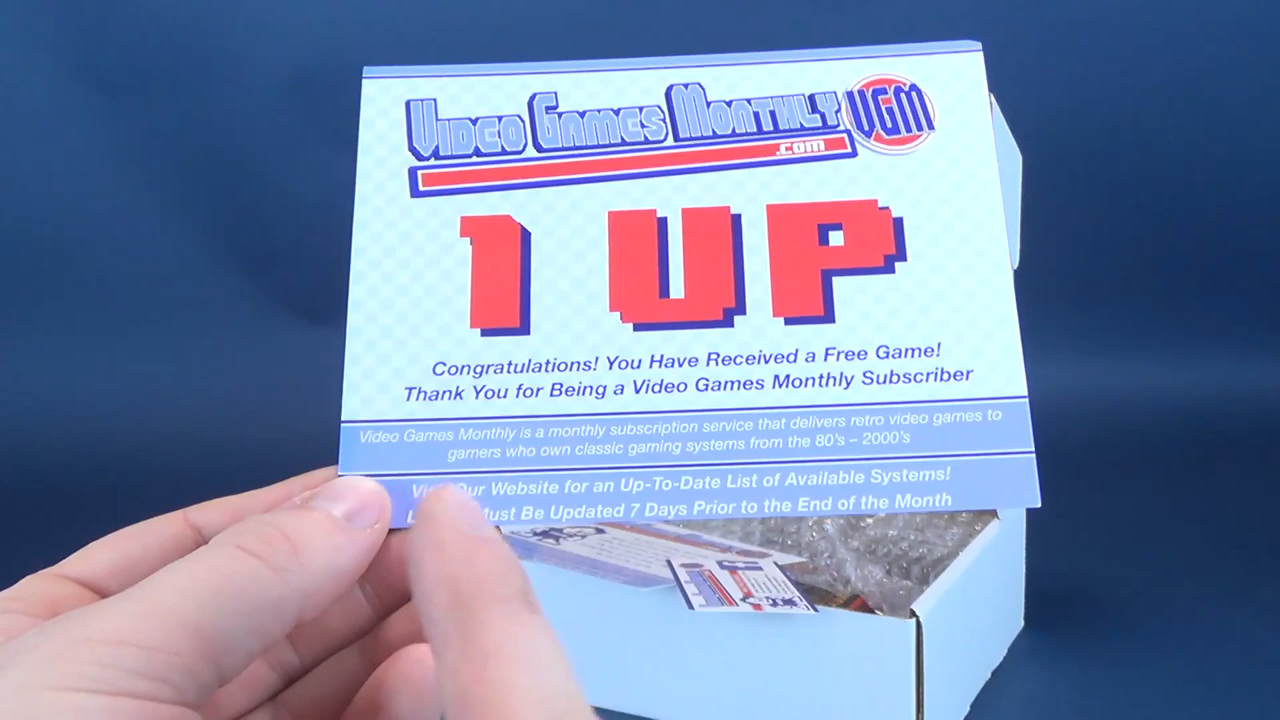 Video Games Monthly VGM
.com
1 UP
Congratulations! You Have Received a Free Game!
Thank You for Being a Video Games Monthly Subscriber
Video Games Monthly is a monthly subscription service that delivers retro video games to
gamers who own classic gaming systems from the 80's – 2000's
Our Website for an Up-To-Date List of Available Systems!
Must Be Updated 7 Days Prior to the End of the Month